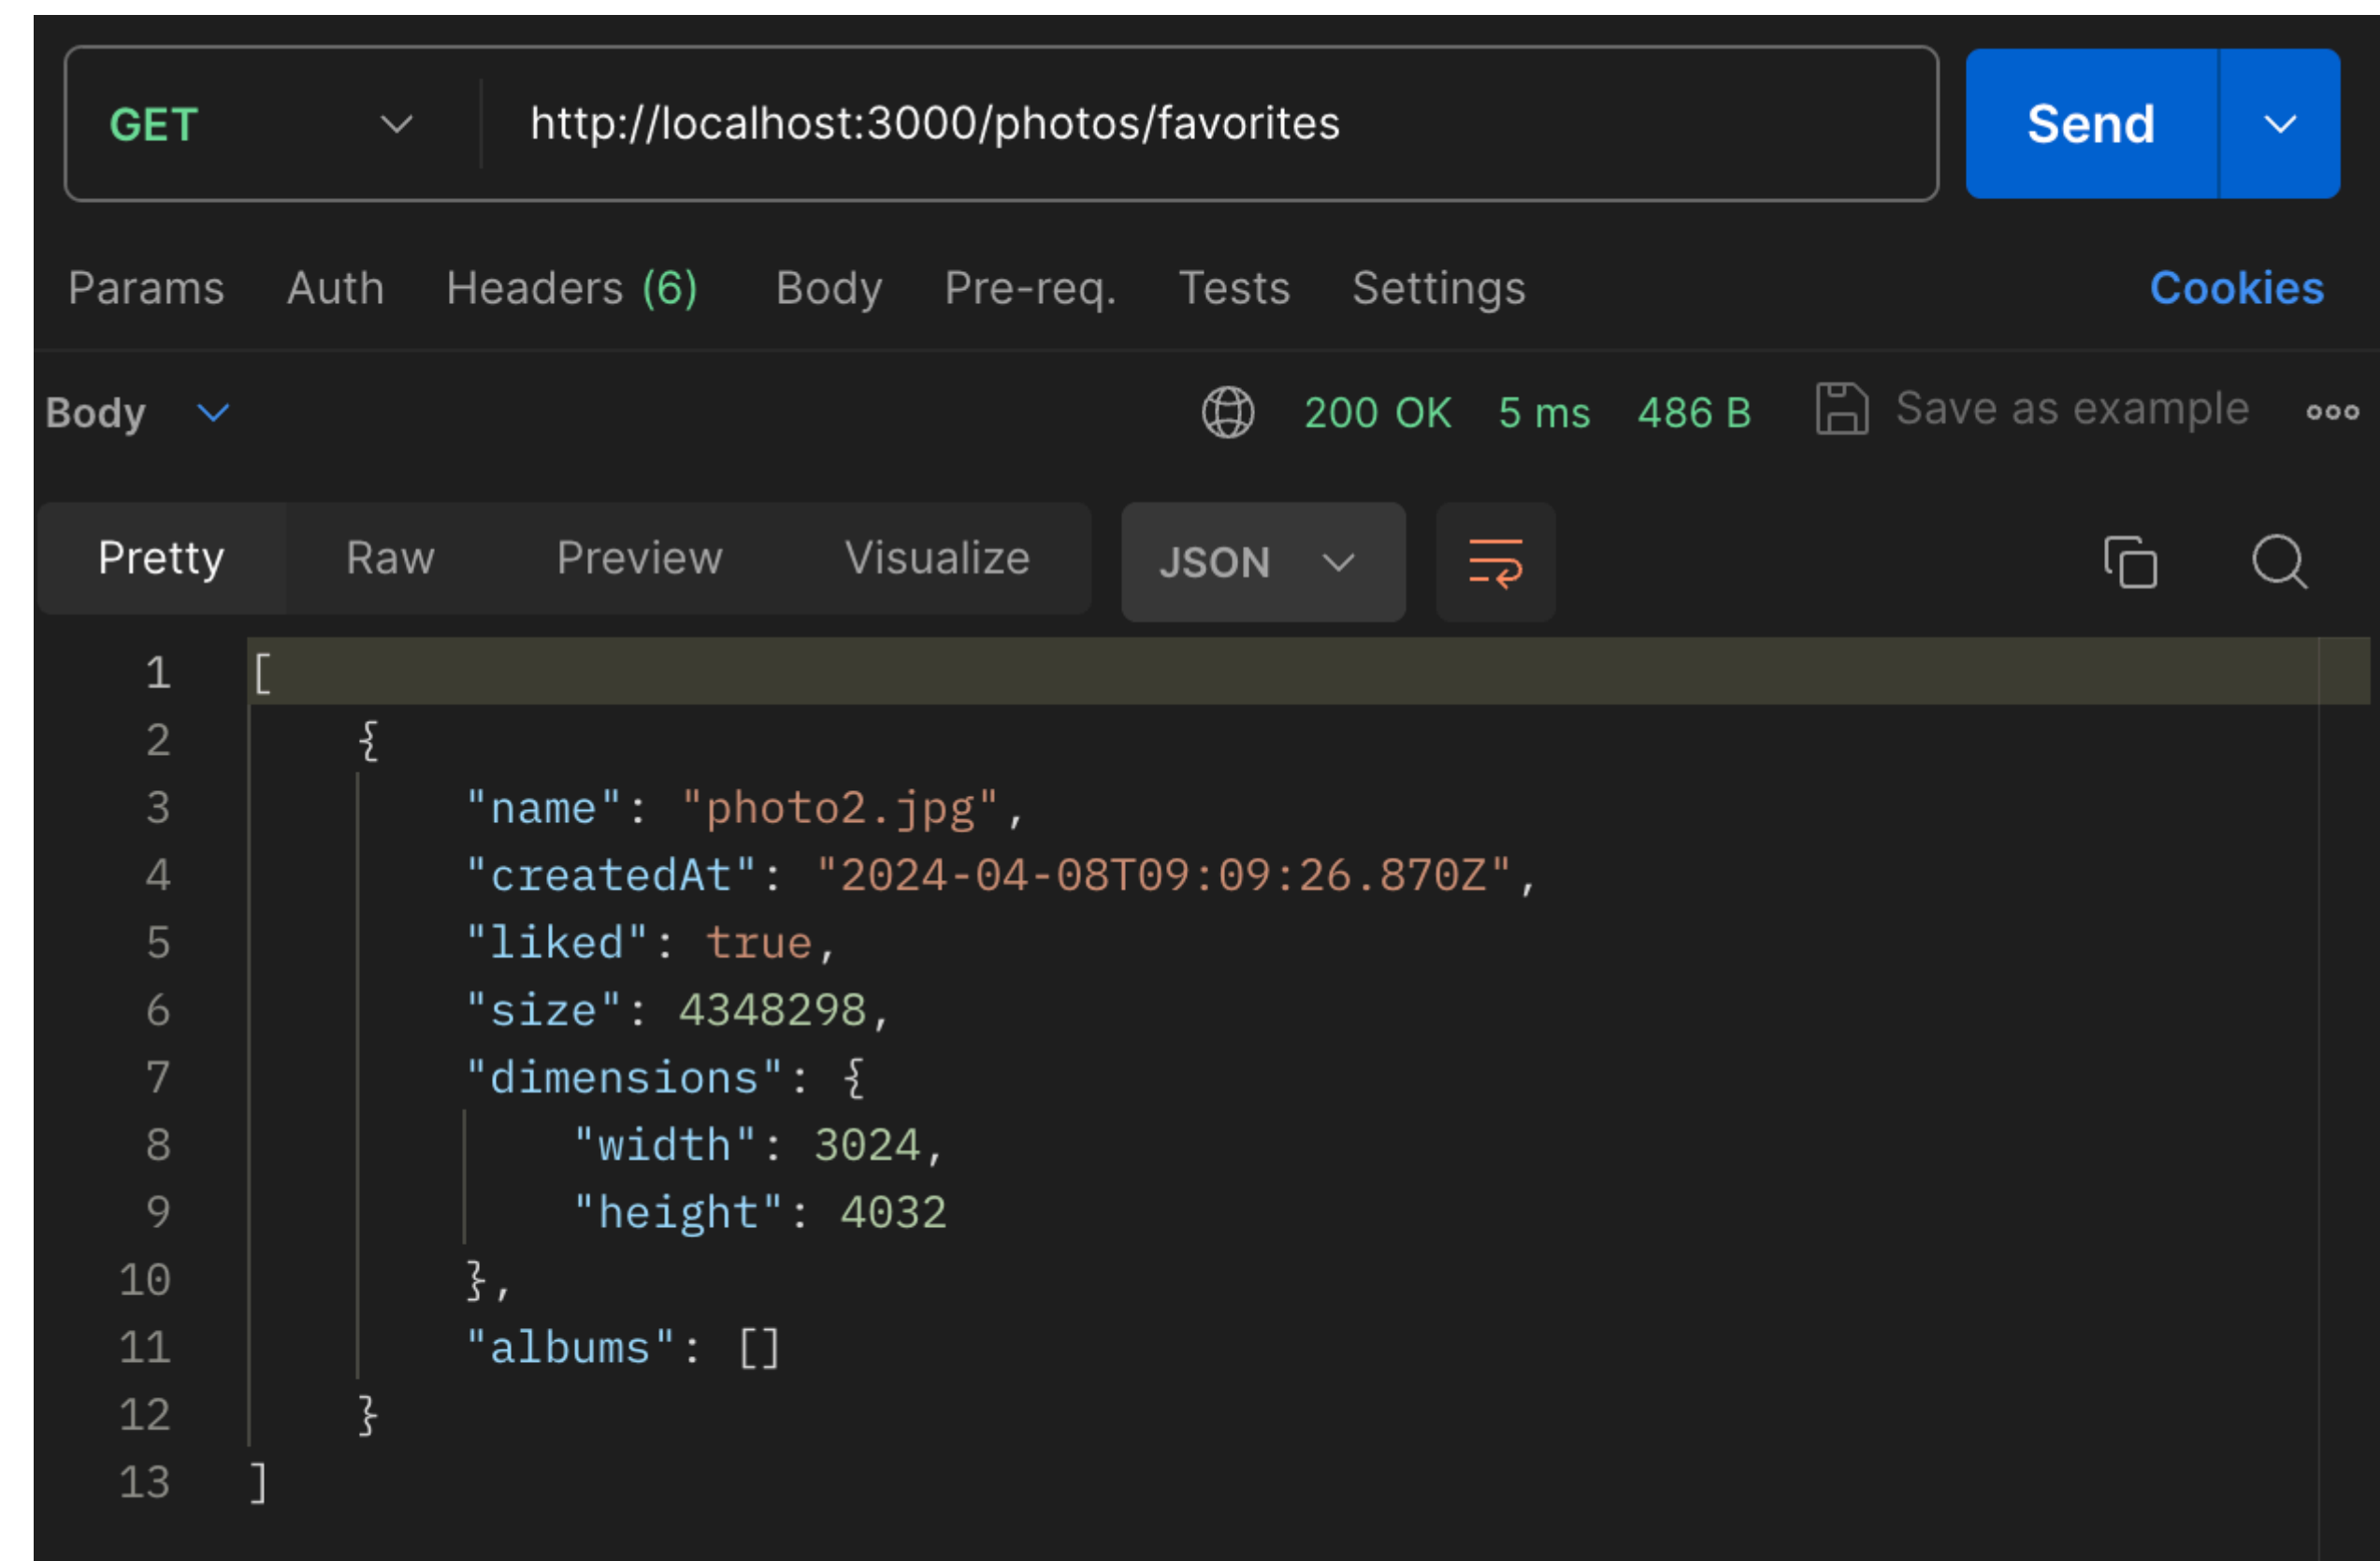 GET http://localhost:3000/photos/favorites Send
Params Auth Headers (6) Body Pre-req. Tests Settings Cookies
Body 200 OK 5 ms 486 B Save as example
Pretty Raw Preview Visualize JSON
1 [
2 {
3 "name": "photo2.jpg",
4 "createdAt": "2024-04-08T09:09:26.870Z",
5 "liked": true,
6 "size": 4348298,
7 "dimensions": {
8 "width": 3024,
9 "height": 4032
10 },
11 "albums": []
12 }
13 ]